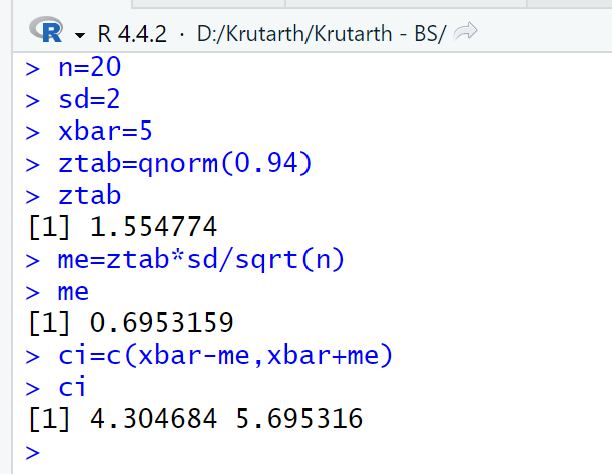 R R 4.4.2 · D:/Krutarth/Krutarth - BS/
> n=20
> sd=2
> xbar=5
> ztab=qnorm(0.94)
> ztab
[1] 1.554774
> me=ztab*sd/sqrt(n)
> me
[1] 0.6953159
> ci=c(xbar-me,xbar+me)
> ci
[1] 4.304684 5.695316
>